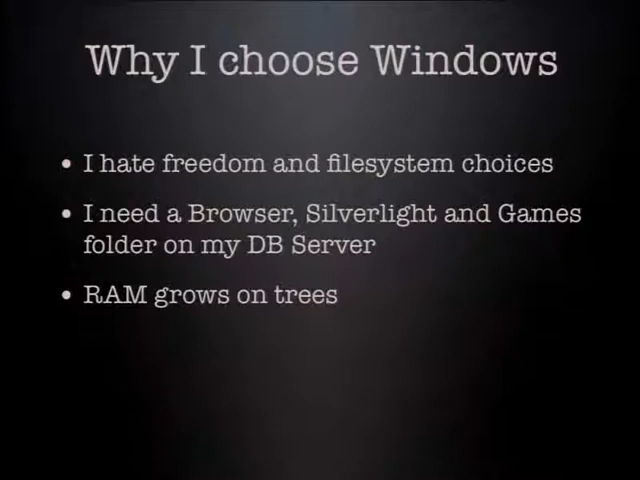 Why I choose Windows
• I hate freedom and filesystem choices
• I need a Browser, Silverlight and Games
folder on my DB Server
• RAM grows on trees